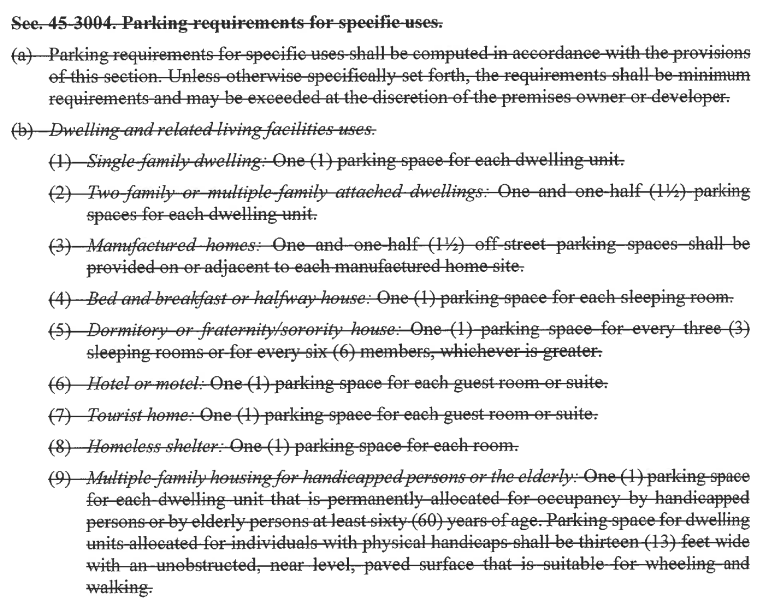 Sec. 45-3004. Parking requirements for specific uses.
(a) Parking requirements for specific uses shall be computed in accordance with the provisions
of this section. Unless otherwise specifically set forth, the requirements shall be minimum
requirements and may be exceeded at the discretion of the premises owner or developer.
(b) Dwelling and related living facilities uses.
(1) Single-family dwelling: One (1) parking space for each dwelling unit.
(2) Two-family or multiple-family attached dwellings: One and one-half (1½) parking
spaces for each dwelling unit.
(3) Manufactured homes: One and one-half (1½) off-street parking spaces shall be
provided on or adjacent to each manufactured home site.
(4) Bed and breakfast or halfway house: One (1) parking space for each sleeping room.
(5) Dormitory or fraternity/sorority house: One (1) parking space for every three (3)
sleeping rooms or for every six (6) members, whichever is greater.
(6) Hotel or motel: One (1) parking space for each guest room or suite.
(7) Tourist home: One (1) parking space for each guest room or suite.
(8) Homeless shelter: One (1) parking space for each room.
(9) Multiple-family housing for handicapped persons or the elderly: One (1) parking space
for each dwelling unit that is permanently allocated for occupancy by handicapped
persons or by elderly persons at least sixty (60) years of age. Parking space for dwelling
units allocated for individuals with physical handicaps shall be thirteen (13) feet wide
with an unobstructed, near level, paved surface that is suitable for wheeling and
walking.